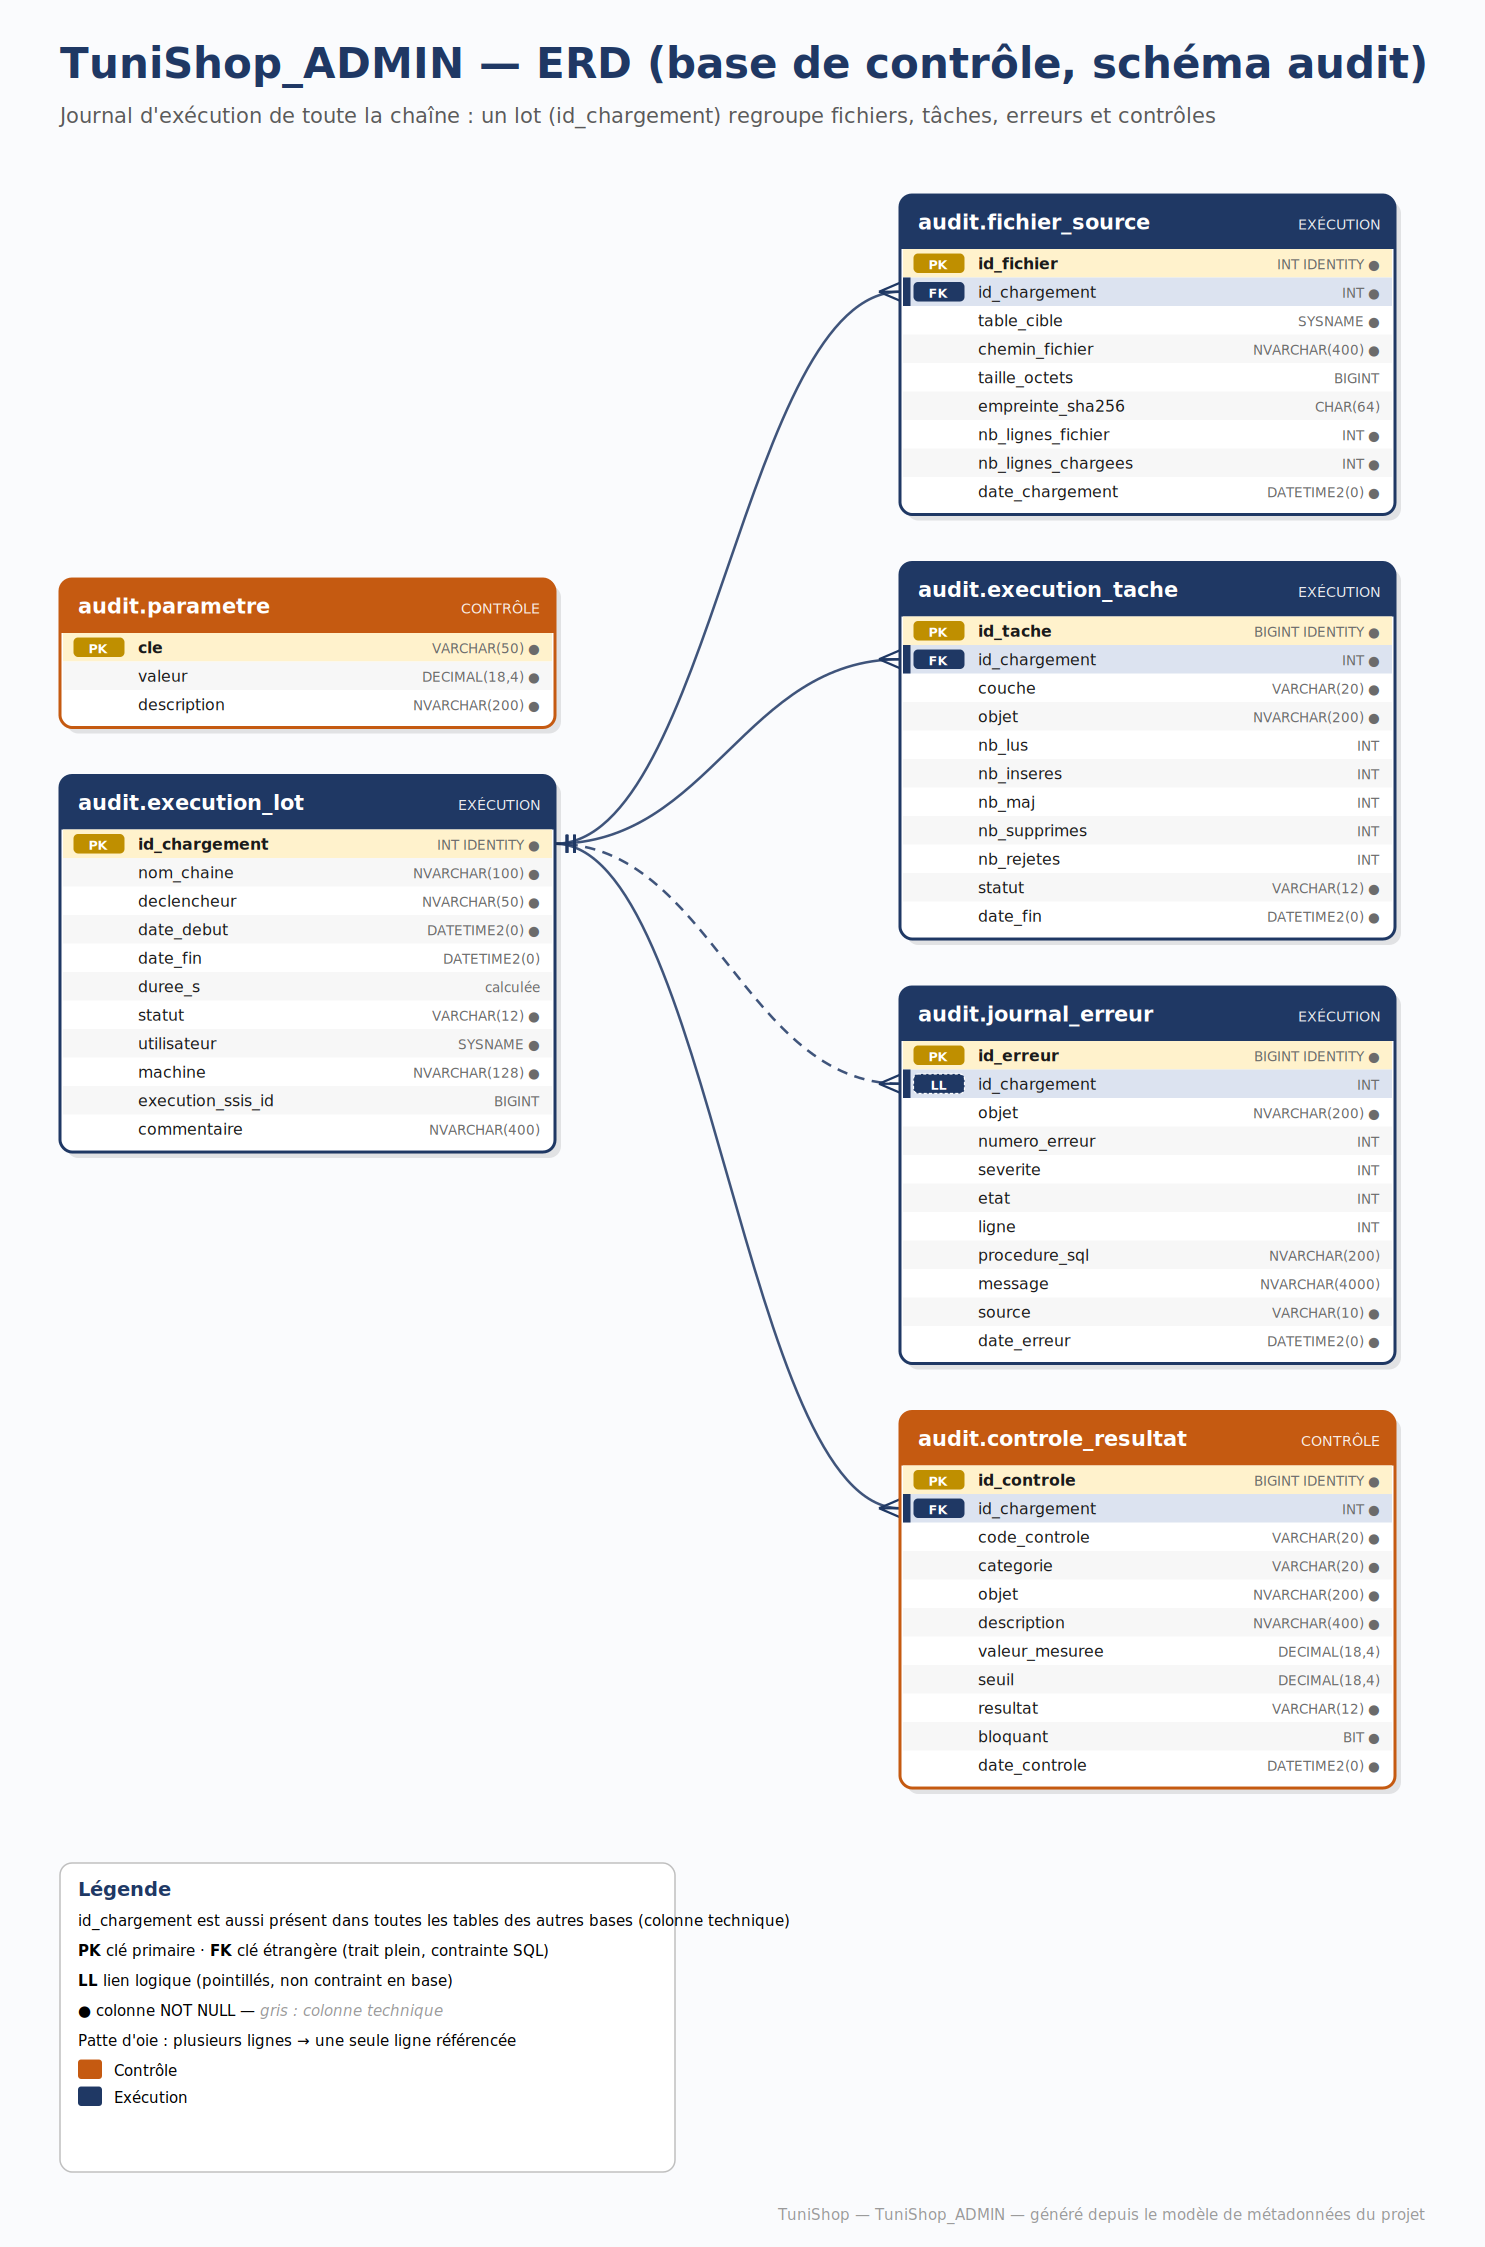 TuniShop_ADMIN — ERD (base de contrôle, schéma audit)
Journal d'exécution de toute la chaîne : un lot (id_chargement) regroupe fichiers, tâches, erreurs et contrôles
audit.fichier_source EXÉCUTION
PK id_fichier INT IDENTITY ●
FK id_chargement INT ●
table_cible SYSNAME ●
chemin_fichier NVARCHAR(400) ●
taille_octets BIGINT
empreinte_sha256 CHAR(64)
nb_lignes_fichier INT ●
nb_lignes_chargees INT ●
date_chargement DATETIME2(0) ●
audit.parametre CONTRÔLE
PK cle VARCHAR(50) ●
valeur DECIMAL(18,4) ●
description NVARCHAR(200) ●
audit.execution_lot EXÉCUTION
PK id_chargement INT IDENTITY ●
nom_chaine NVARCHAR(100) ●
declencheur NVARCHAR(50) ●
date_debut DATETIME2(0) ●
date_fin DATETIME2(0)
duree_s calculée
statut VARCHAR(12) ●
utilisateur SYSNAME ●
machine NVARCHAR(128) ●
execution_ssis_id BIGINT
commentaire NVARCHAR(400)
audit.execution_tache EXÉCUTION
PK id_tache BIGINT IDENTITY ●
FK id_chargement INT ●
couche VARCHAR(20) ●
objet NVARCHAR(200) ●
nb_lus INT
nb_inseres INT
nb_maj INT
nb_supprimes INT
nb_rejetes INT
statut VARCHAR(12) ●
date_fin DATETIME2(0) ●
audit.journal_erreur EXÉCUTION
PK id_erreur BIGINT IDENTITY ●
LL id_chargement INT
objet NVARCHAR(200) ●
numero_erreur INT
severite INT
etat INT
ligne INT
procedure_sql NVARCHAR(200)
message NVARCHAR(4000)
source VARCHAR(10) ●
date_erreur DATETIME2(0) ●
audit.controle_resultat CONTRÔLE
PK id_controle BIGINT IDENTITY ●
FK id_chargement INT ●
code_controle VARCHAR(20) ●
categorie VARCHAR(20) ●
objet NVARCHAR(200) ●
description NVARCHAR(400) ●
valeur_mesuree DECIMAL(18,4)
seuil DECIMAL(18,4)
resultat VARCHAR(12) ●
bloquant BIT ●
date_controle DATETIME2(0) ●
Légende
id_chargement est aussi présent dans toutes les tables des autres bases (colonne technique)
PK clé primaire · FK clé étrangère (trait plein, contrainte SQL)
LL lien logique (pointillés, non contraint en base)
● colonne NOT NULL — gris : colonne technique
Patte d'oie : plusieurs lignes → une seule ligne référencée
Contrôle
Exécution
TuniShop — TuniShop_ADMIN — généré depuis le modèle de métadonnées du projet